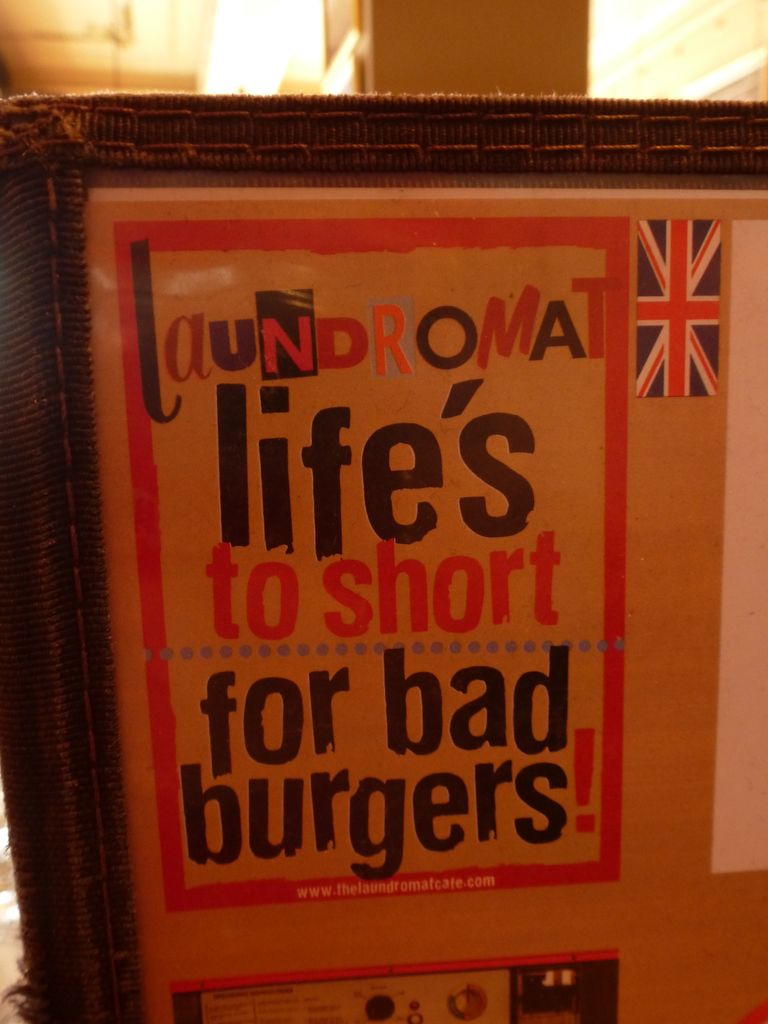 laUNDROMAT
life's
to short
for bad
burgers!
www.thelaundromatcafe.com